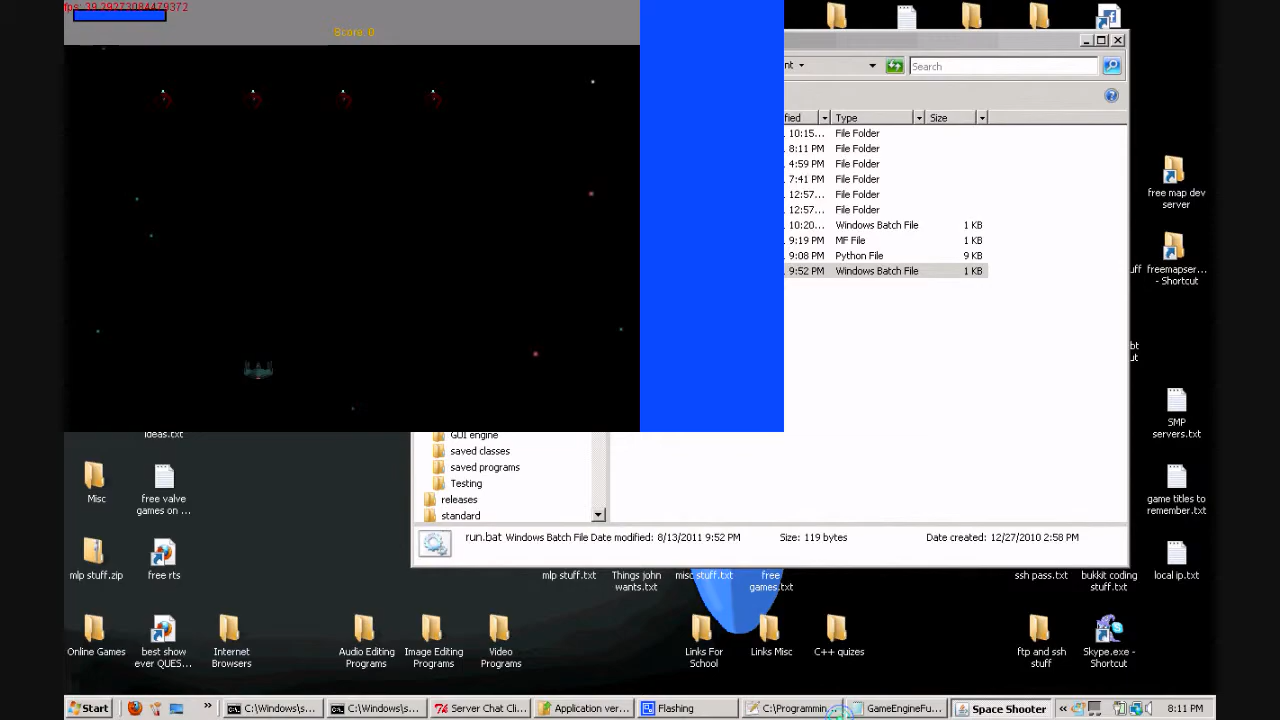 fps: 39.29273084479372
Score: 0
nt
Search
ified
Type
Size
10:15...
File Folder
8:11 PM
File Folder
4:59 PM
File Folder
7:41 PM
File Folder
12:57...
File Folder
12:57...
File Folder
10:20...
Windows Batch File
1 KB
9:19 PM
MF File
1 KB
9:08 PM
Python File
9 KB
9:52 PM
Windows Batch File
1 KB
free map dev
server
uff
freemapser...
- Shortcut
bt
ut
SMP
servers.txt
ideas.txt
GUI engine
saved classes
saved programs
Testing
releases
standard
run.bat
Windows Batch File
Date modified: 8/13/2011 9:52 PM
Size: 119 bytes
Date created: 12/27/2010 2:58 PM
Misc
free valve
games on ...
game titles to
remember.txt
mlp stuff.zip
free rts
mlp stuff.txt
Things john
wants.txt
misc stuff.txt
free
games.txt
ssh pass.txt
bukkit coding
stuff.txt
local ip.txt
Online Games
best show
ever QUES...
Internet
Browsers
Audio Editing
Programs
Image Editing
Programs
Video
Programs
Links For
School
Links Misc
C++ quizes
ftp and ssh
stuff
Skype.exe -
Shortcut
Start
C:\Windows\s...
C:\Windows\s...
Server Chat Cli...
Application ver...
Flashing
C:\Programmin...
GameEngineFu...
Space Shooter
8:11 PM